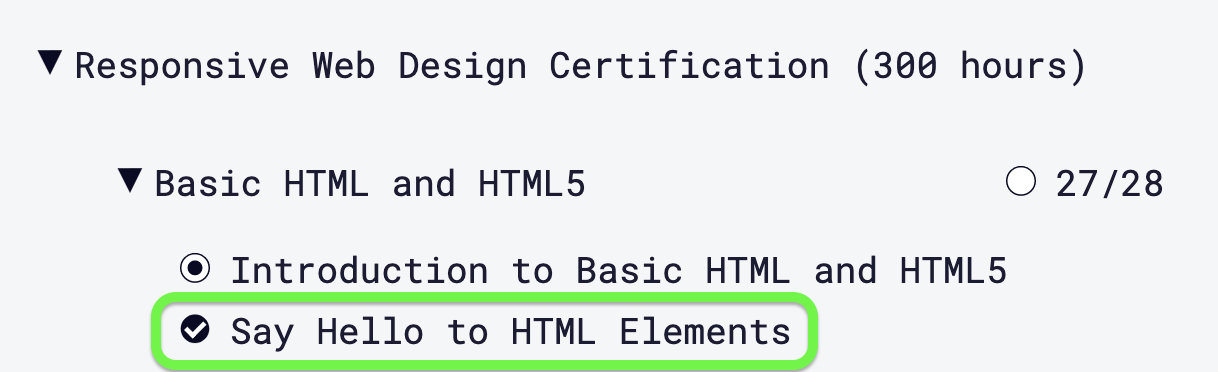 Responsive Web Design Certification (300 hours)
Basic HTML and HTML5 27/28
Introduction to Basic HTML and HTML5
Say Hello to HTML Elements